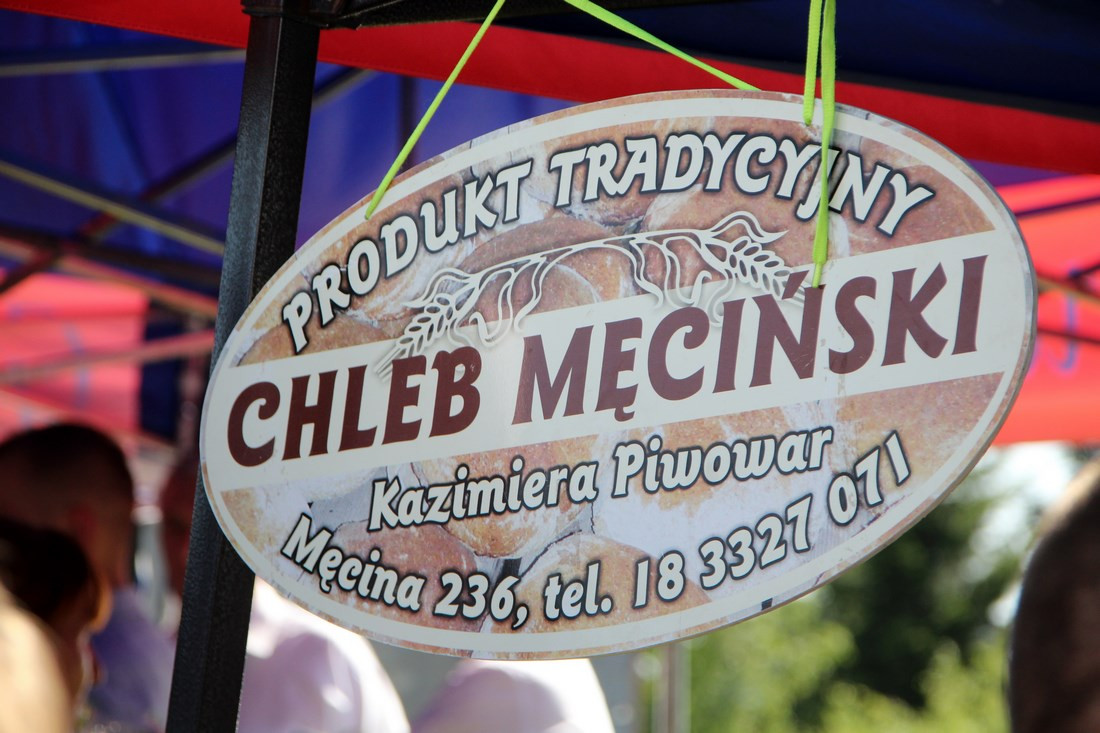 PRODUKT TRADYCYJNY
CHLEB MĘCIŃSKI
Kazimiera Piwowar
Męcina 236, tel. 18 3327 071